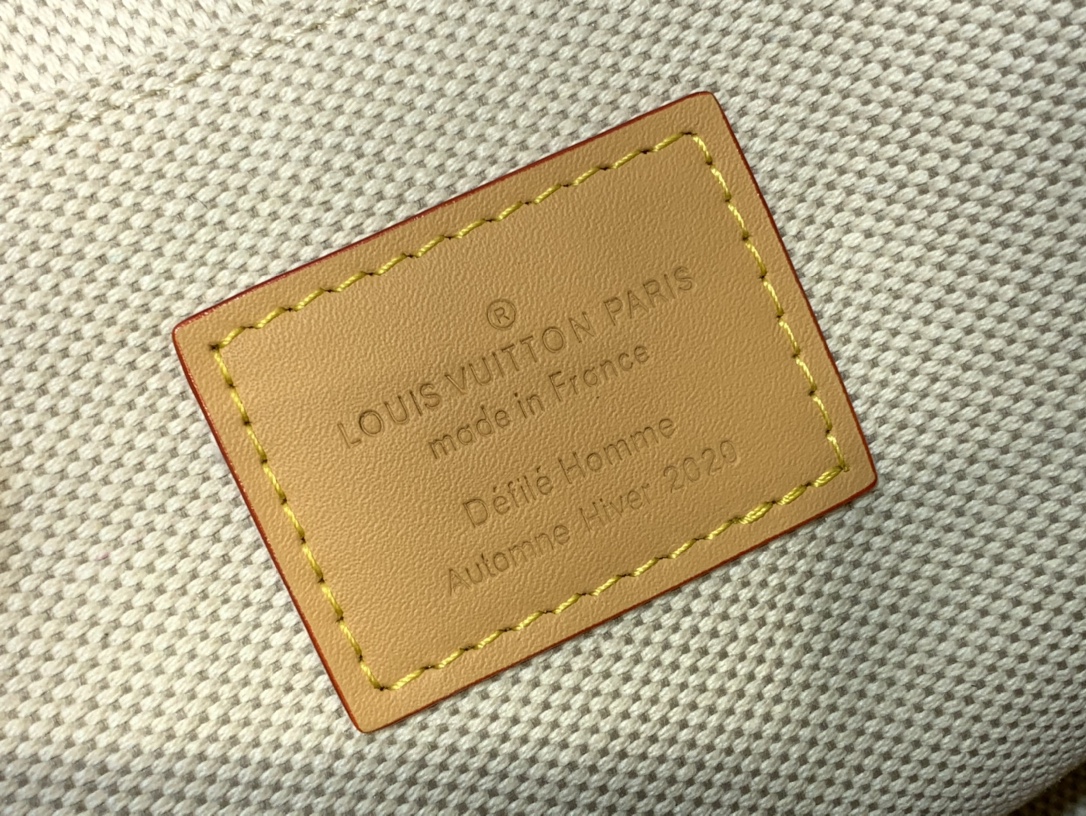 ®
LOUIS VUITTON PARIS
made in France
Défilé Homme
Automne Hiver 2020